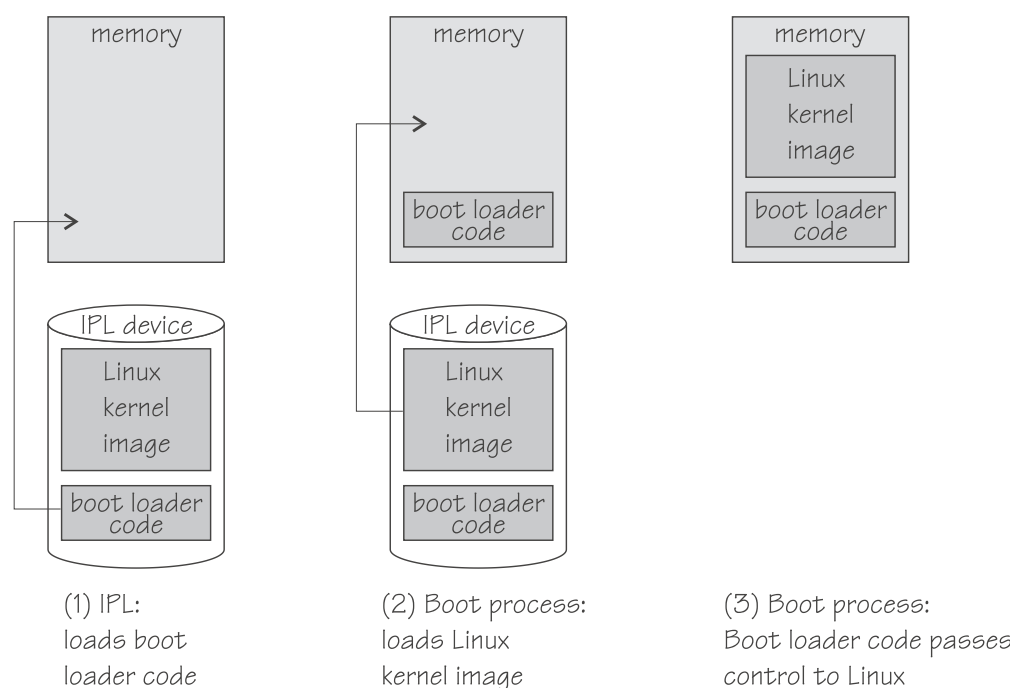 memory
IPL device
Linux
kernel
image
boot loader
code
(1) IPL:
loads boot
loader code
memory
boot loader
code
IPL device
Linux
kernel
image
boot loader
code
(2) Boot process:
loads Linux
kernel image
memory
Linux
kernel
image
boot loader
code
(3) Boot process:
Boot loader code passes
control to Linux